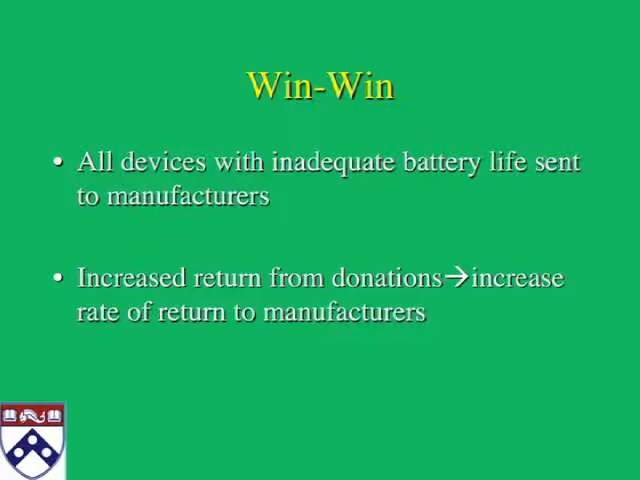 Win-Win
• All devices with inadequate battery life sent
to manufacturers
• Increased return from donations→increase
rate of return to manufacturers